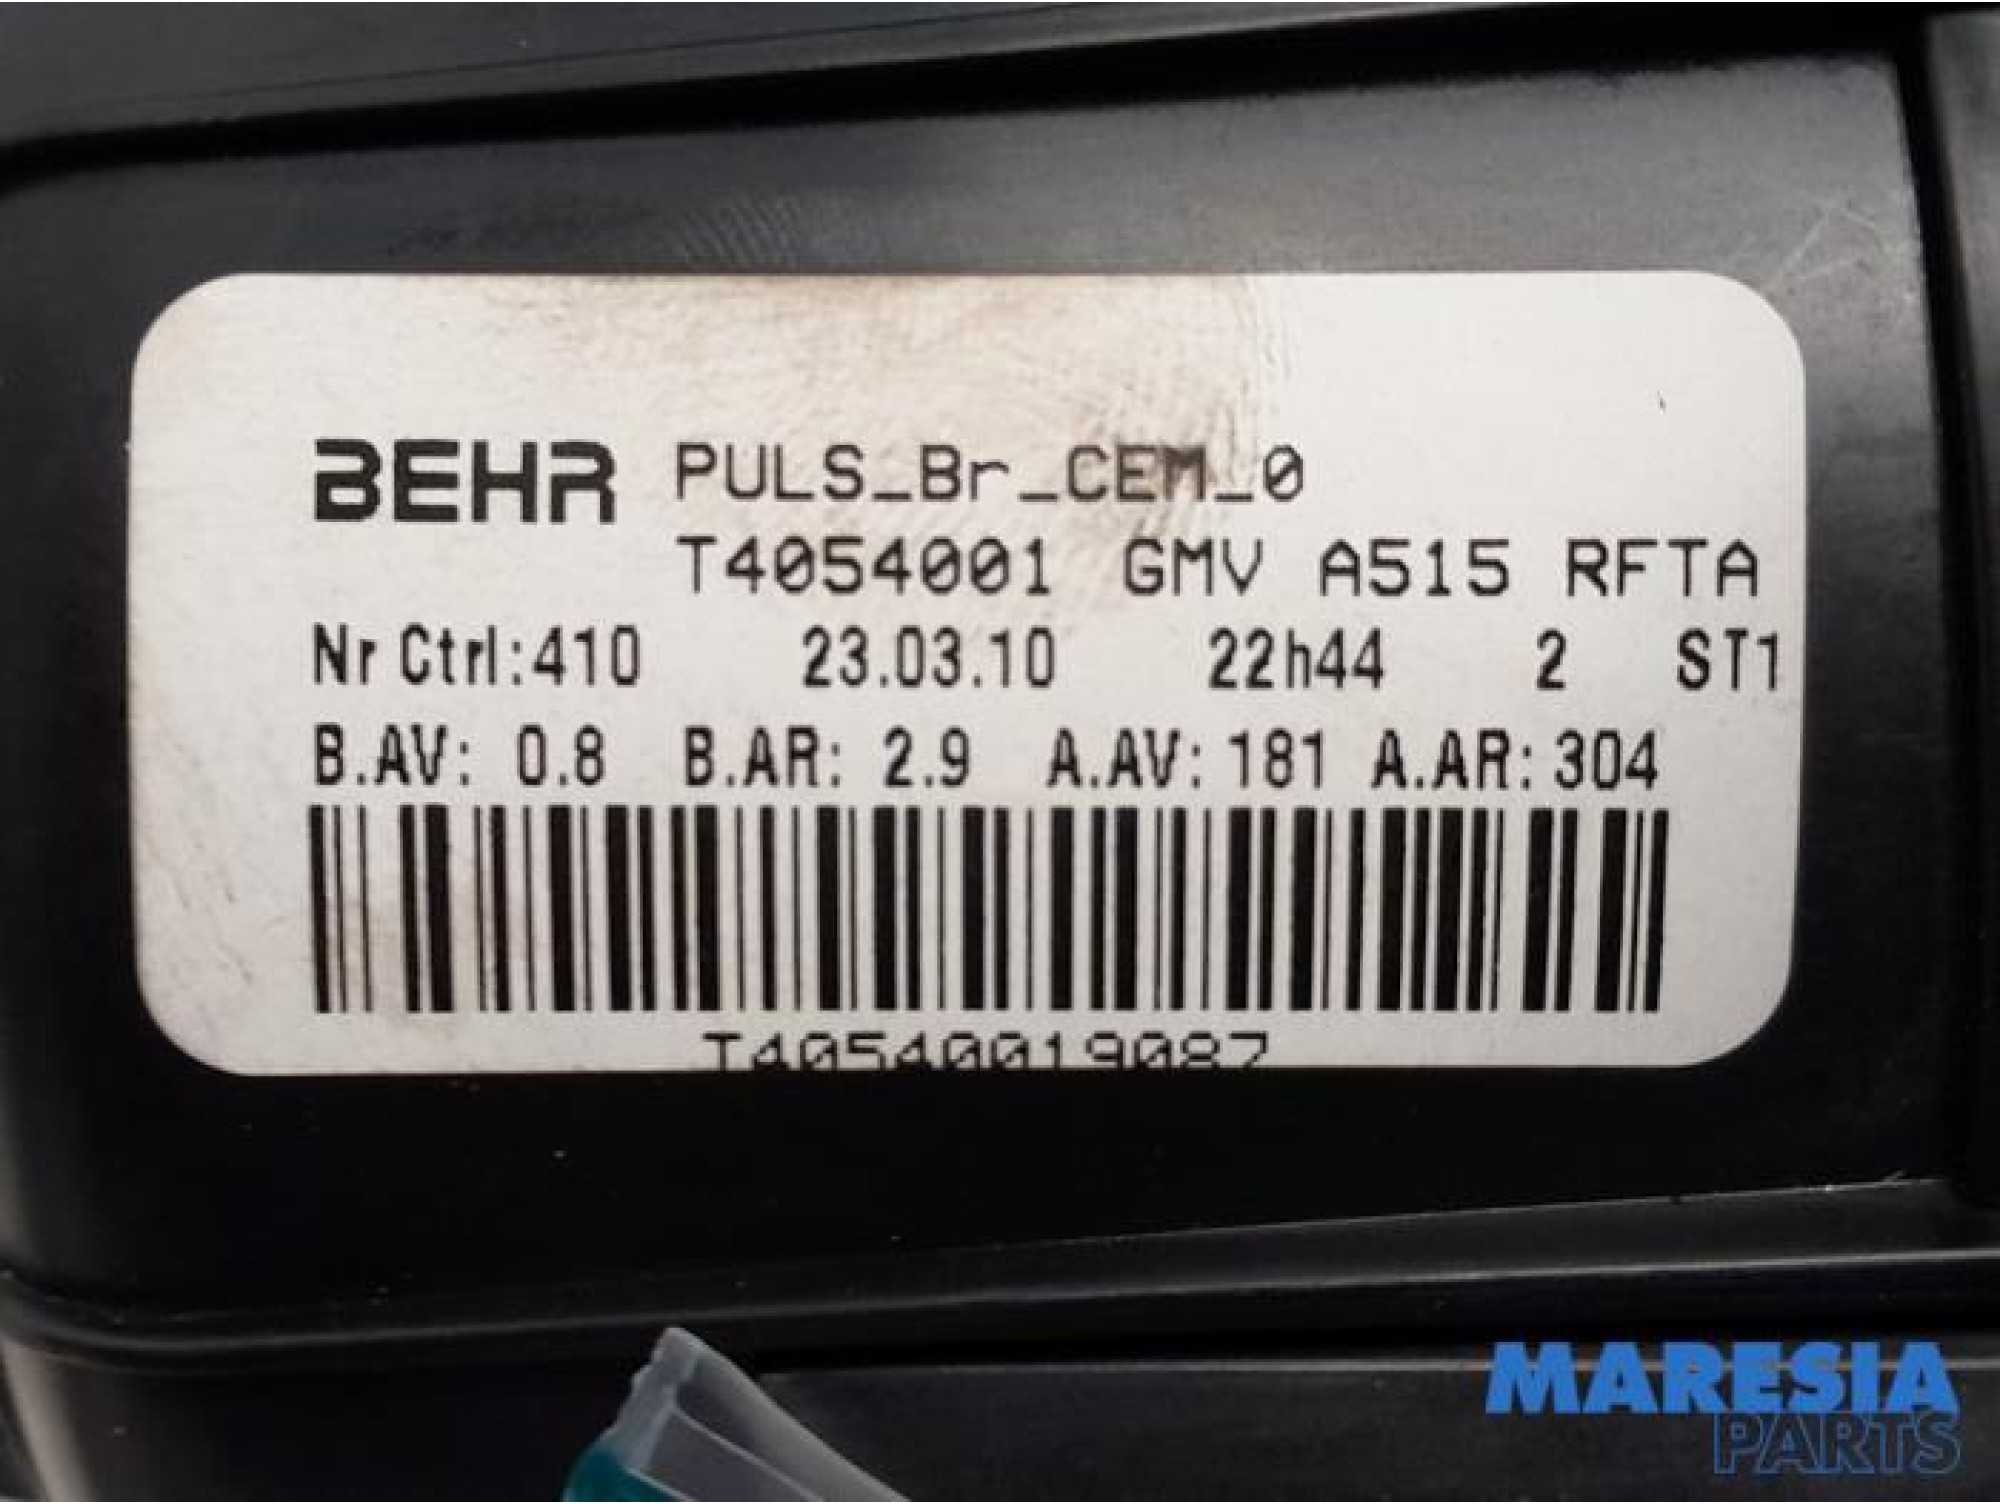 BEHR PULS_Br_CEM_0
T4054001 GMV A515 RFTA
Nr Ctrl:410 23.03.10 22h44 2 ST1
B.AV: 0.8 B.AR: 2.9 A.AV:181 A.AR:304
T40540019087
MARESIA
PARTS